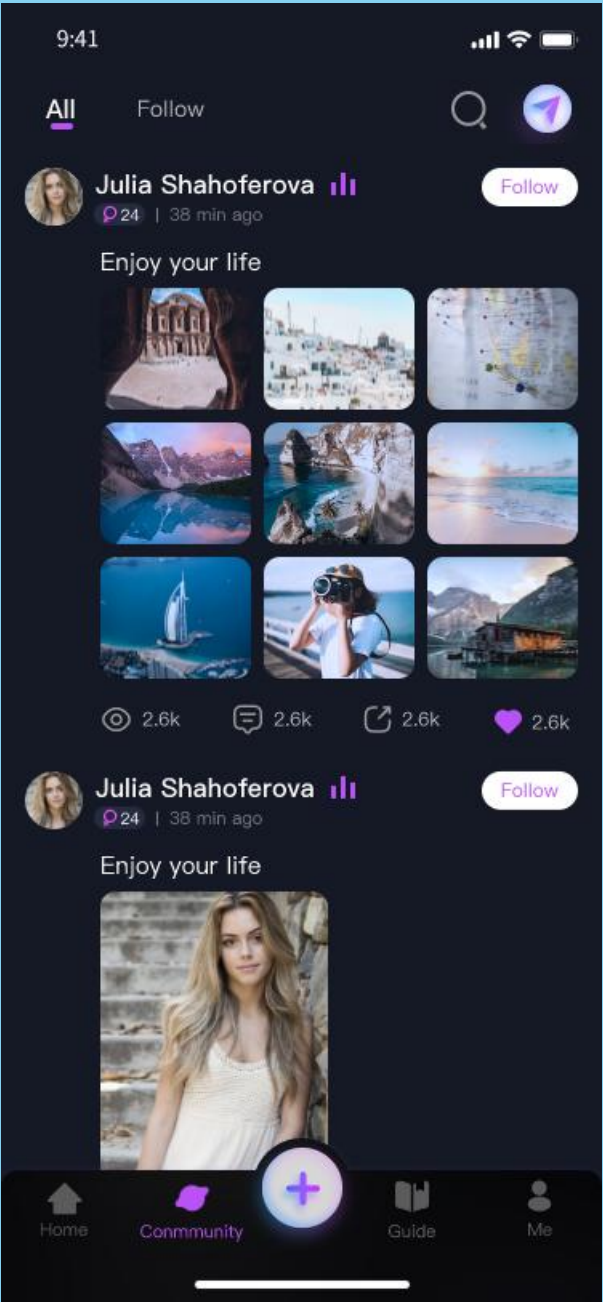 9:41
All Follow
Julia Shahoferova Follow
24 | 38 min ago
Enjoy your life
2.6k 2.6k 2.6k 2.6k
Julia Shahoferova Follow
24 | 38 min ago
Enjoy your life
Home Conmmunity Guide Me